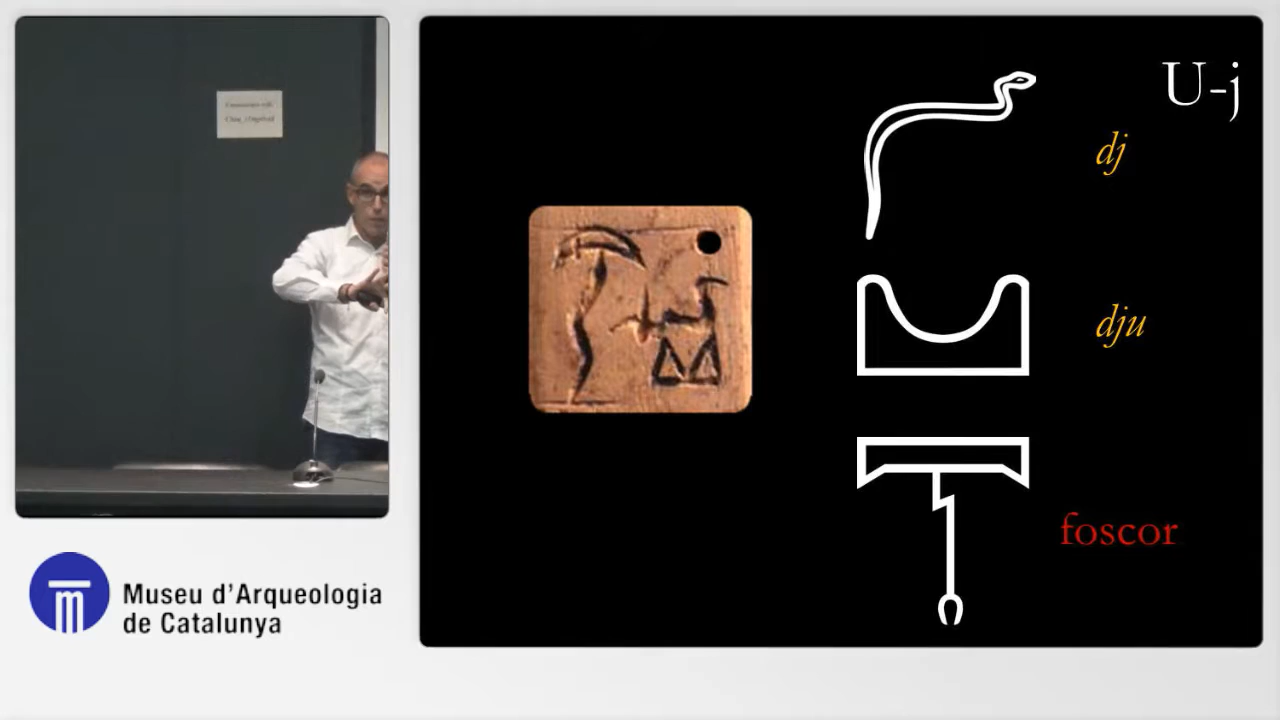 U-j
dj
dju
foscor
Museu d'Arqueologia
de Catalunya